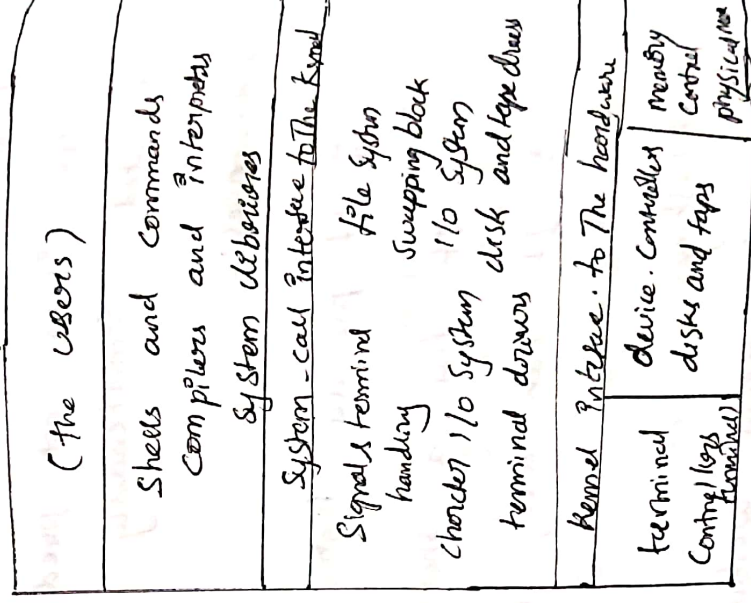 (the users)
Shells and commands
Compilers and interpreters
System libraries
System-call interface to the kernel
Signals terminal
handling
Charcter I/O System
terminal drivers
file System
Swapping block
I/O System
disk and tape drivers
Kernel interface to the hardware
terminal
Controllers
terminals
device controllers
disks and taps
memory
Control
physical